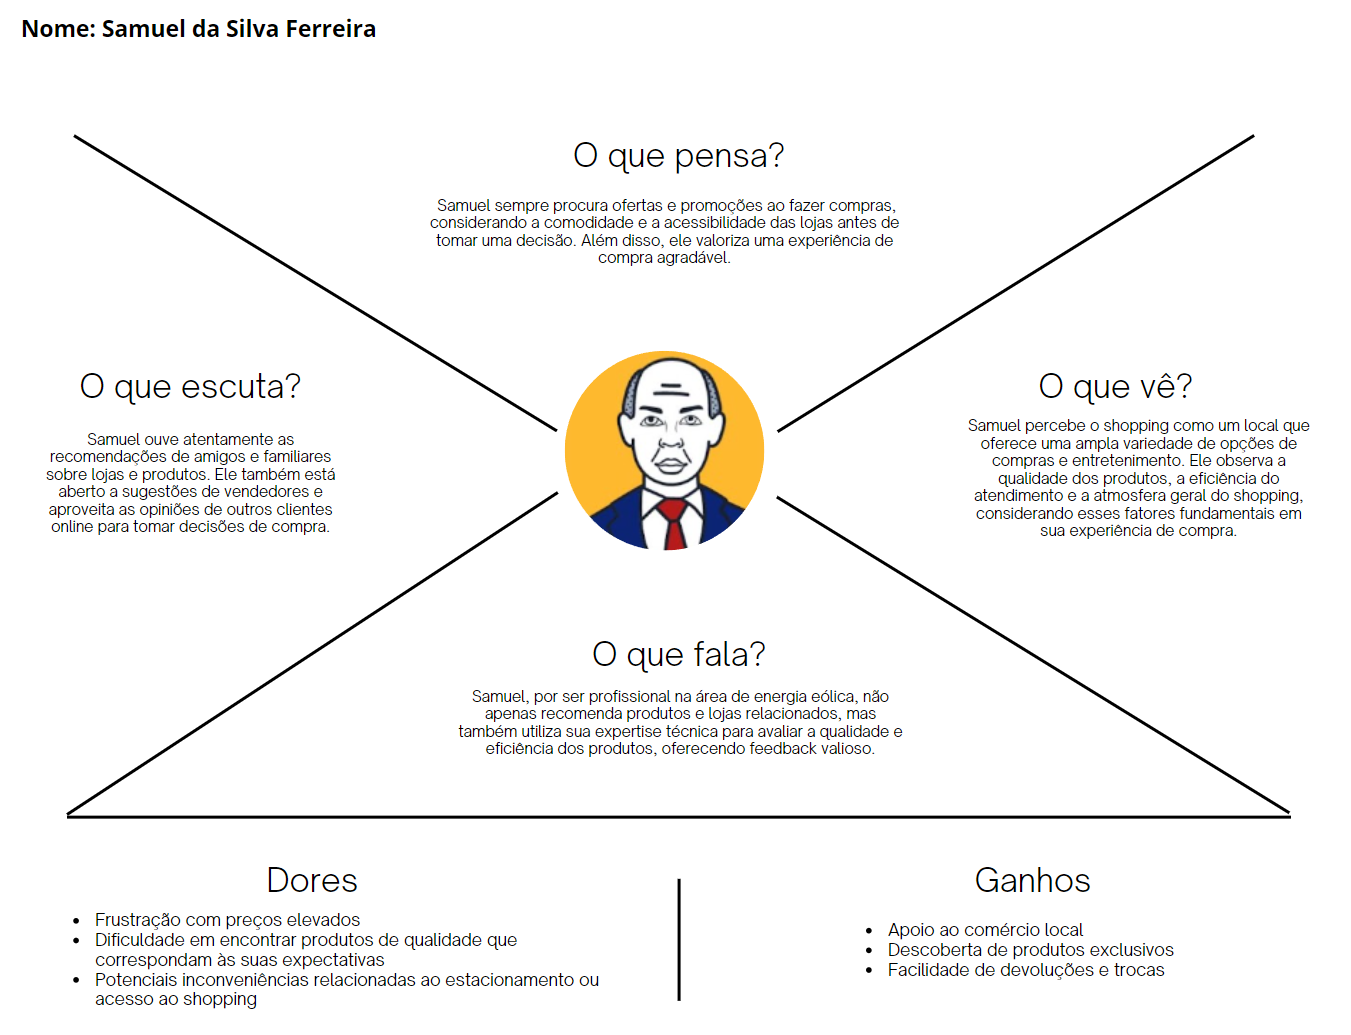 Nome: Samuel da Silva Ferreira
O que pensa?
Samuel sempre procura ofertas e promoções ao fazer compras,
considerando a comodidade e a acessibilidade das lojas antes de
tomar uma decisão. Além disso, ele valoriza uma experiência de
compra agradável.
O que escuta?
Samuel ouve atentamente as
recomendações de amigos e familiares
sobre lojas e produtos. Ele também está
aberto a sugestões de vendedores e
aproveita as opiniões de outros clientes
online para tomar decisões de compra.
O que vê?
Samuel percebe o shopping como um local que
oferece uma ampla variedade de opções de
compras e entretenimento. Ele observa a
qualidade dos produtos, a eficiência do
atendimento e a atmosfera geral do shopping,
considerando esses fatores fundamentais em
sua experiência de compra.
O que fala?
Samuel, por ser profissional na área de energia eólica, não
apenas recomenda produtos e lojas relacionados, mas
também utiliza sua expertise técnica para avaliar a qualidade e
eficiência dos produtos, oferecendo feedback valioso.
Dores
• Frustração com preços elevados
• Dificuldade em encontrar produtos de qualidade que
correspondam às suas expectativas
• Potenciais inconveniências relacionadas ao estacionamento ou
acesso ao shopping
Ganhos
• Apoio ao comércio local
• Descoberta de produtos exclusivos
• Facilidade de devoluções e trocas